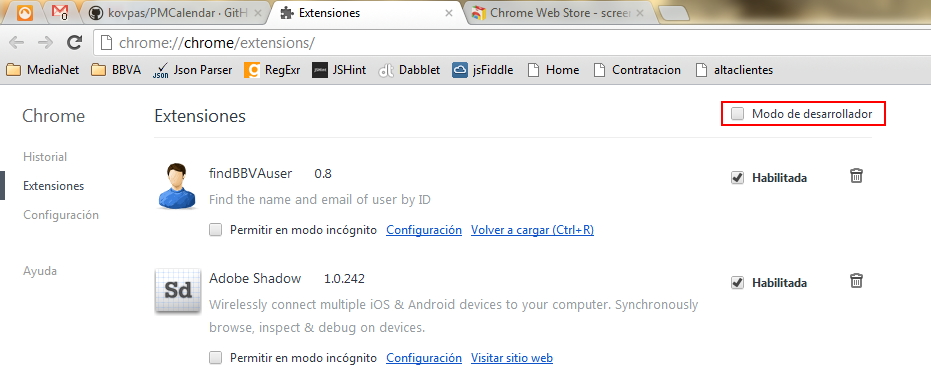 0
kovpas/PMCalendar · GitH
Extensiones
Chrome Web Store - screen
chrome://chrome/extensions/
MediaNet
BBVA
JSON
Json Parser
g
RegExr
JSHint
Dabblet
jsFiddle
Home
Contratacion
altaclientes
Chrome
Extensiones
Modo de desarrollador
Historial
Extensiones
Configuración
Ayuda
findBBVAuser 0.8
Habilitada
Find the name and email of user by ID
Permitir en modo incógnito Configuración Volver a cargar (Ctrl+R)
Sd
Adobe Shadow 1.0.242
Habilitada
Wirelessly connect multiple iOS & Android devices to your computer. Synchronously
browse, inspect & debug on devices.
Permitir en modo incógnito Configuración Visitar sitio web